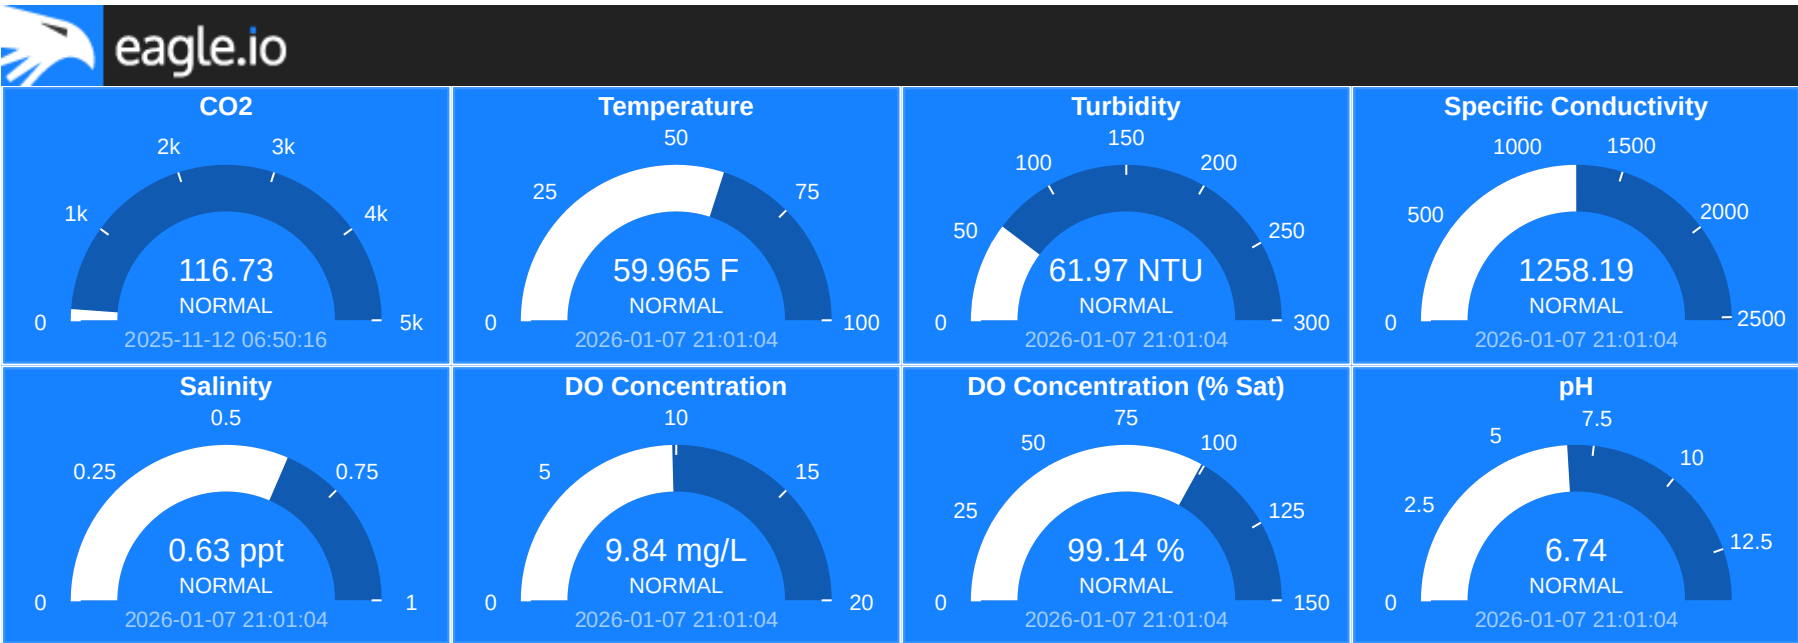 eagle.io
CO2
0
1k
2k
3k
4k
5k
116.73
NORMAL
2025-11-12 06:50:16
Temperature
0
25
50
75
100
59.965 F
NORMAL
2026-01-07 21:01:04
Turbidity
0
50
100
150
200
250
300
61.97 NTU
NORMAL
2026-01-07 21:01:04
Specific Conductivity
0
500
1000
1500
2000
2500
1258.19
NORMAL
2026-01-07 21:01:04
Salinity
0
0.25
0.5
0.75
1
0.63 ppt
NORMAL
2026-01-07 21:01:04
DO Concentration
0
5
10
15
20
9.84 mg/L
NORMAL
2026-01-07 21:01:04
DO Concentration (% Sat)
0
25
50
75
100
125
150
99.14 %
NORMAL
2026-01-07 21:01:04
pH
0
2.5
5
7.5
10
12.5
6.74
NORMAL
2026-01-07 21:01:04